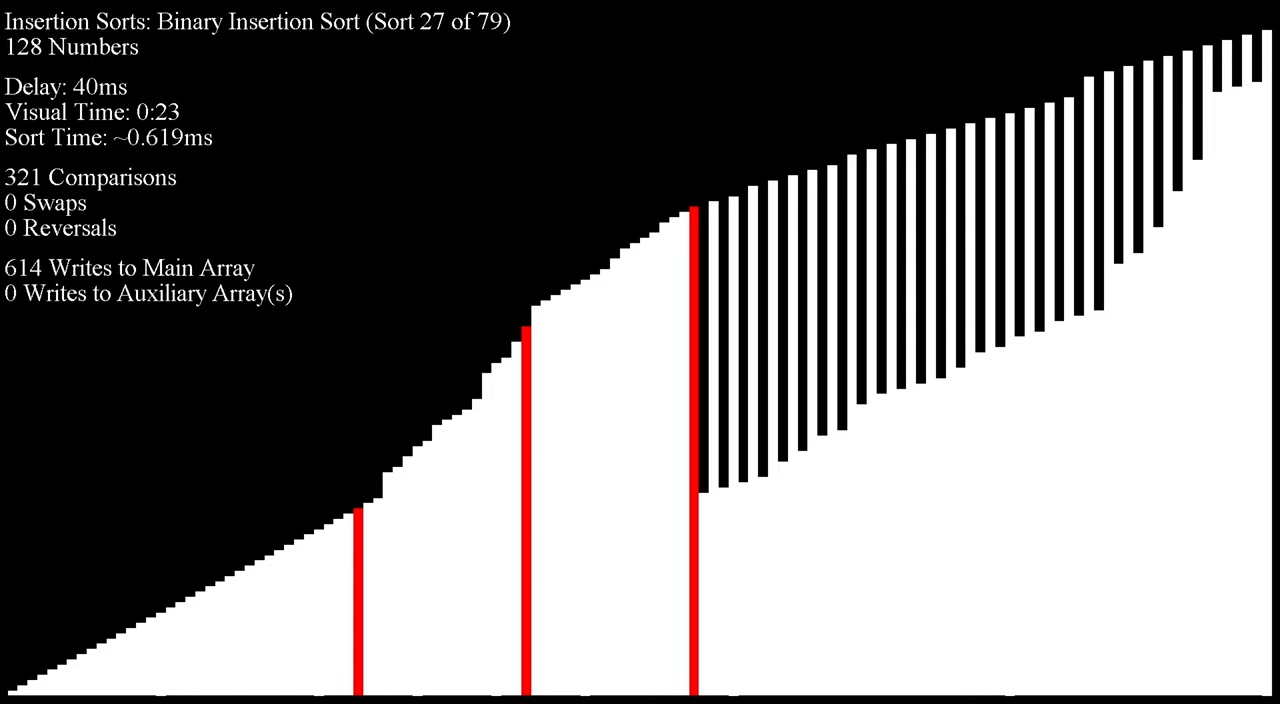 Insertion Sorts: Binary Insertion Sort (Sort 27 of 79)
128 Numbers
Delay: 40ms
Visual Time: 0:23
Sort Time: ~0.619ms
321 Comparisons
0 Swaps
0 Reversals
614 Writes to Main Array
0 Writes to Auxiliary Array(s)